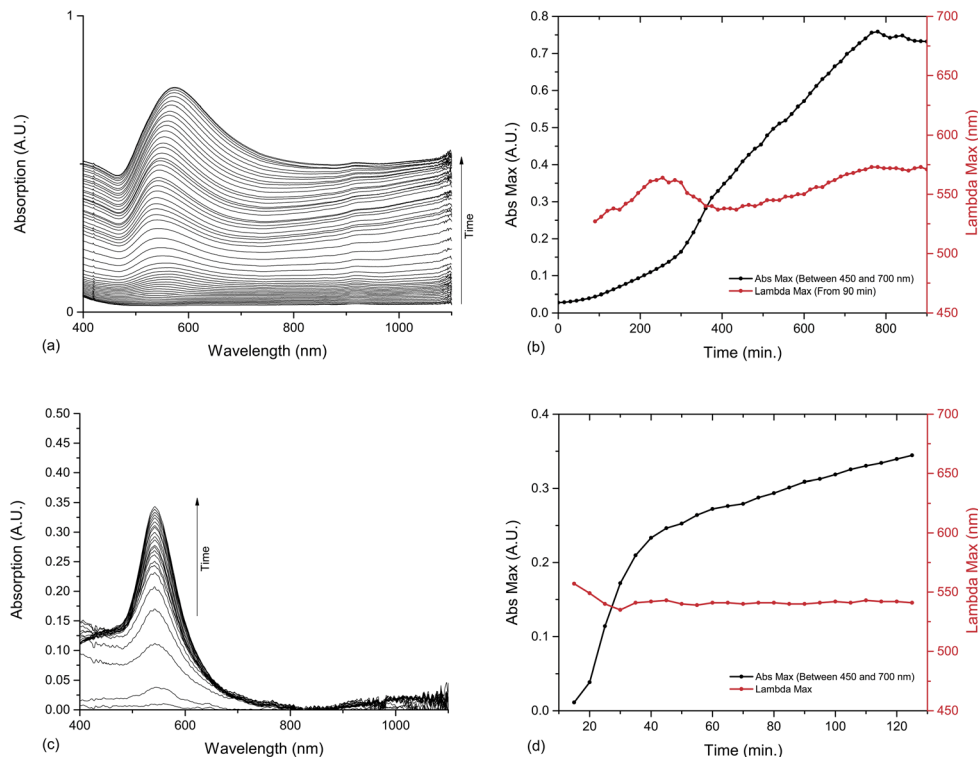 1
Absorption (A.U.)
0
400 600 800 1000
Wavelength (nm)
Time
(a)
0.8
0.7
0.6
0.5
0.4
0.3
0.2
0.1
0.0
Abs Max (A.U.)
700
650
600
550
500
450
Lambda Max (nm)
Abs Max (Between 450 and 700 nm)
Lambda Max (From 90 min)
0 200 400 600 800
Time (min.)
(b)
0.50
0.45
0.40
0.35
0.30
0.25
0.20
0.15
0.10
0.05
0.00
Absorption (A.U.)
Time
400 600 800 1000
Wavelength (nm)
(c)
0.4
0.3
0.2
0.1
0.0
Abs Max (A.U.)
700
650
600
550
500
450
Lambda Max (nm)
Abs Max (Between 450 and 700 nm)
Lambda Max
20 40 60 80 100 120
Time (min.)
(d)